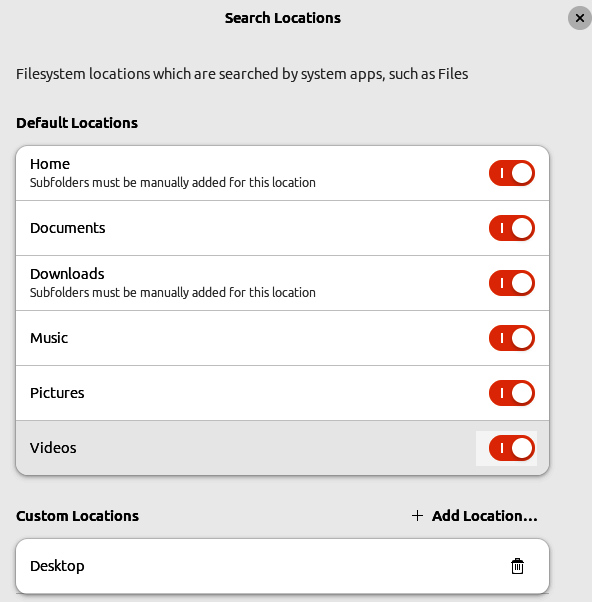 Search Locations
Filesystem locations which are searched by system apps, such as Files
Default Locations
Home
Subfolders must be manually added for this location
Documents
Downloads
Subfolders must be manually added for this location
Music
Pictures
Videos
Custom Locations
+ Add Location...
Desktop